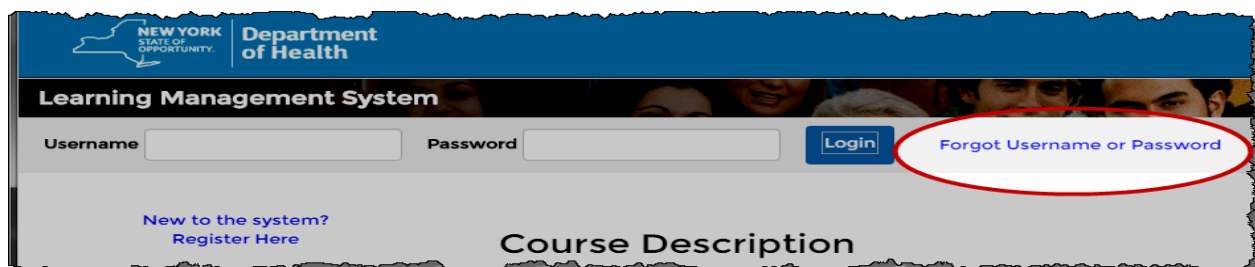 NEW YORK
STATE OF
OPPORTUNITY.
Department
of Health
Learning Management System
Username Password Login Forgot Username or Password
New to the system?
Register Here
Course Description